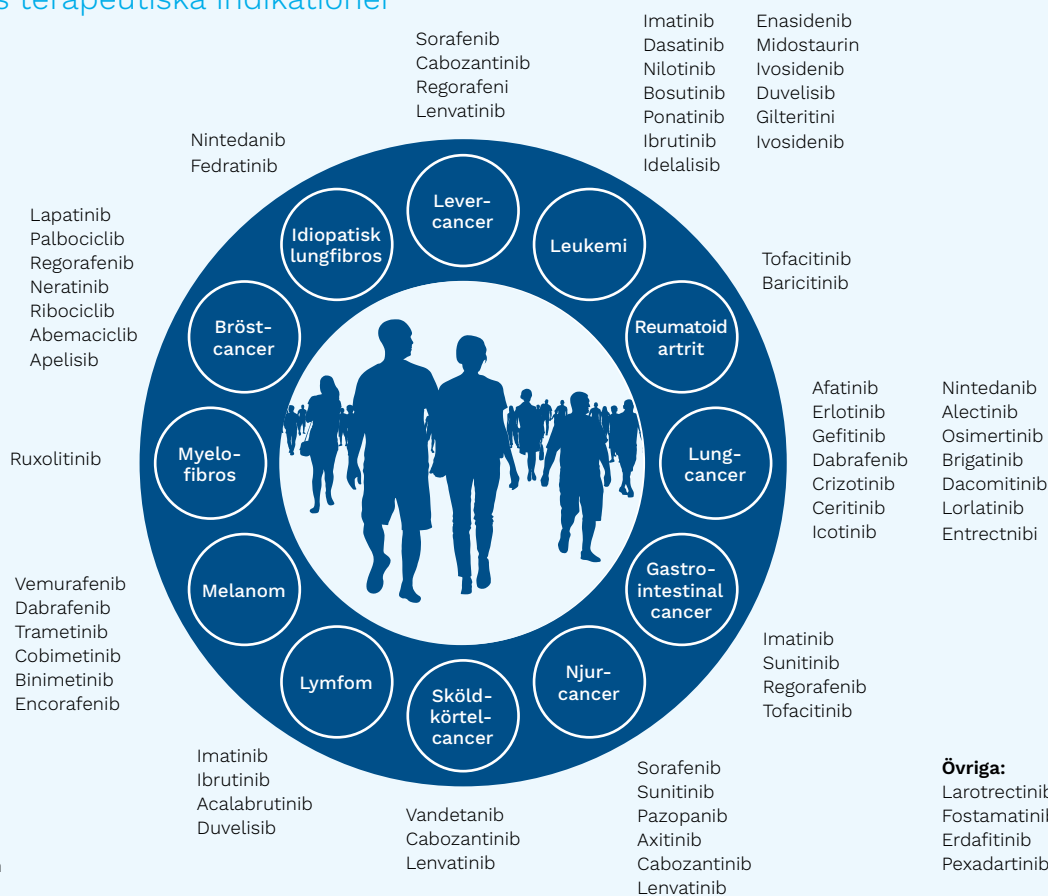 s terapeutiska indikationer
Sorafenib
Cabozantinib
Regorafeni
Lenvatinib
Imatinib
Dasatinib
Nilotinib
Bosutinib
Ponatinib
Ibrutinib
Idelalisib
Enasidenib
Midostaurin
Ivosidenib
Duvelisib
Gilteritini
Ivosidenib
Nintedanib
Fedratinib
Lever-
cancer
Idiopatisk
lungfibros
Leukemi
Lapatinib
Palbociclib
Regorafenib
Neratinib
Ribociclib
Abemaciclib
Apelisib
Tofacitinib
Baricitinib
Bröst-
cancer
Reumatoid
artrit
Afatinib
Erlotinib
Gefitinib
Dabrafenib
Crizotinib
Ceritinib
Icotinib
Nintedanib
Alectinib
Osimertinib
Brigatinib
Dacomitinib
Lorlatinib
Entrectnibi
Ruxolitinib
Myelo-
fibros
Lung-
cancer
Vemurafenib
Dabrafenib
Trametinib
Cobimetinib
Binimetinib
Encorafenib
Melanom
Gastro-
intestinal
cancer
Imatinib
Sunitinib
Regorafenib
Tofacitinib
Lymfom
Sköld-
körtel-
cancer
Njur-
cancer
Imatinib
Ibrutinib
Acalabrutinib
Duvelisib
Vandetanib
Cabozantinib
Lenvatinib
Sorafenib
Sunitinib
Pazopanib
Axitinib
Cabozantinib
Lenvatinib
Övriga:
Larotrectinib
Fostamatinib
Erdafitinib
Pexadartinib